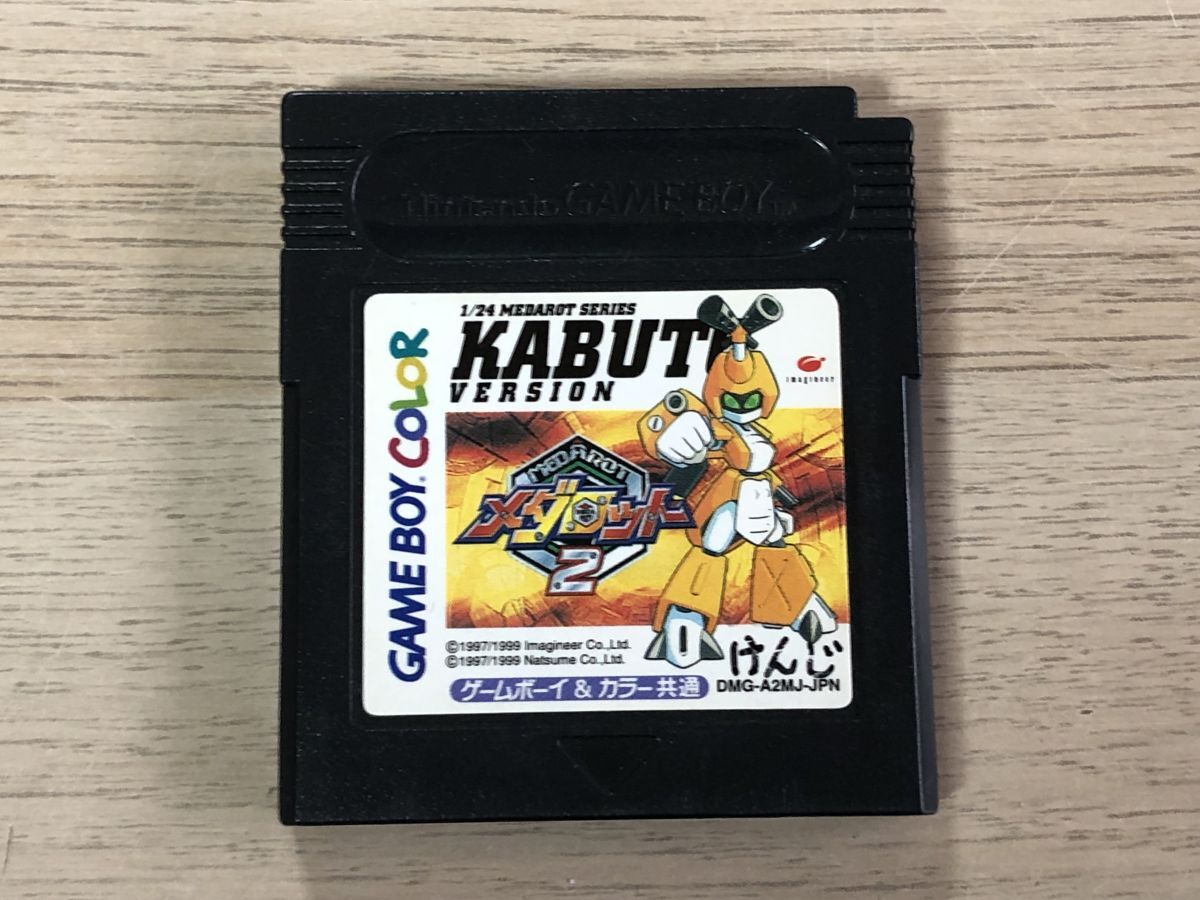 Nintendo GAME BOY TM
1/24 MEDAROT SERIES
KABUTO
VERSION
imagineer
GAME BOY COLOR
MEDAROT
メダロット
2
©1997/1999 Imagineer Co.,Ltd.
©1997/1999 Natsume Co.,Ltd.
けんじ
ゲームボーイ & カラー共通
DMG-A2MJ-JPN